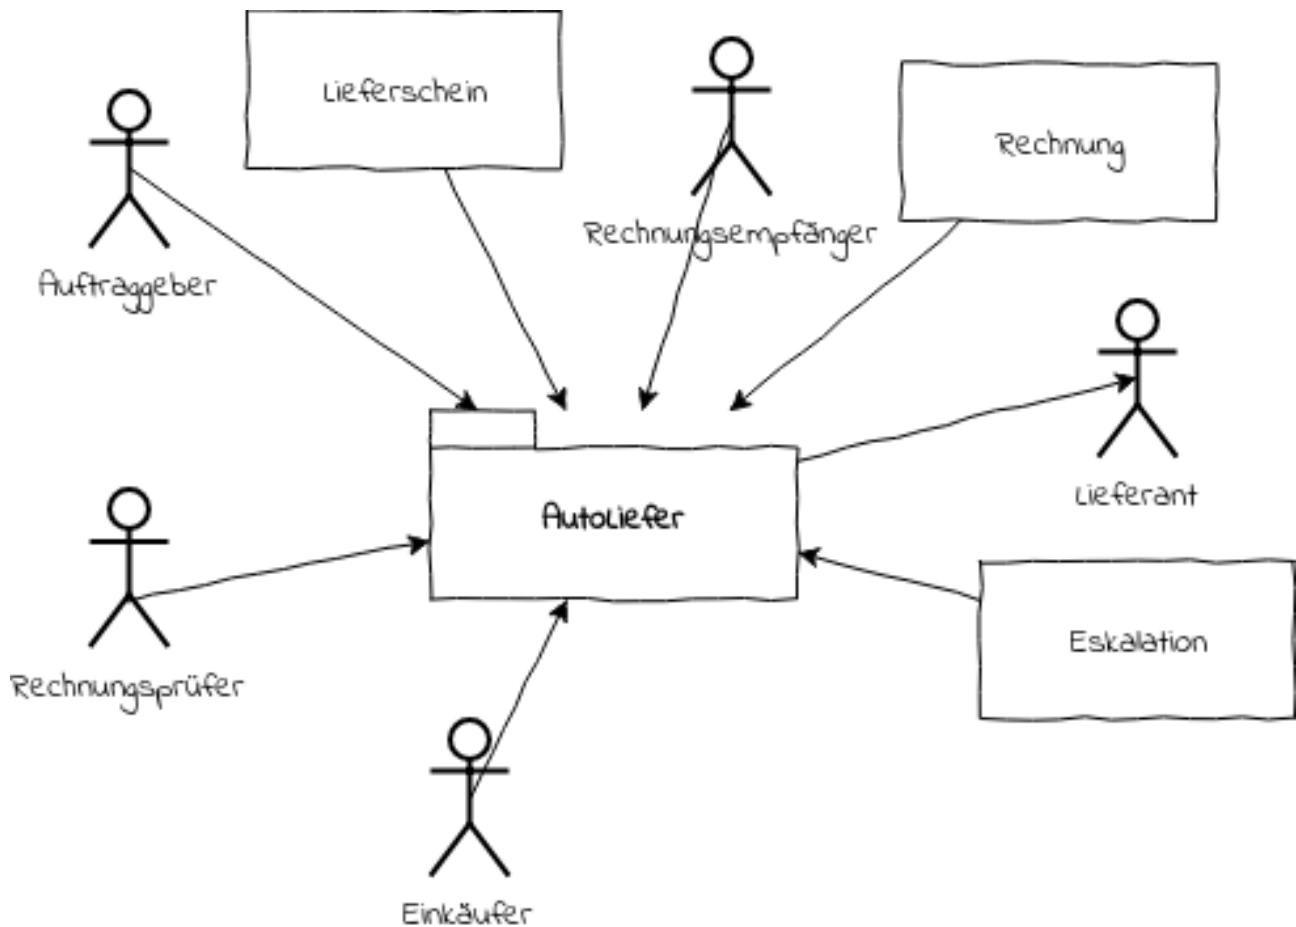 Lieferschein
Rechnung
Rechnungsempfänger
Auftraggeber
Lieferant
AutoLiefer
Eskalation
Rechnungsprüfer
Einkäufer